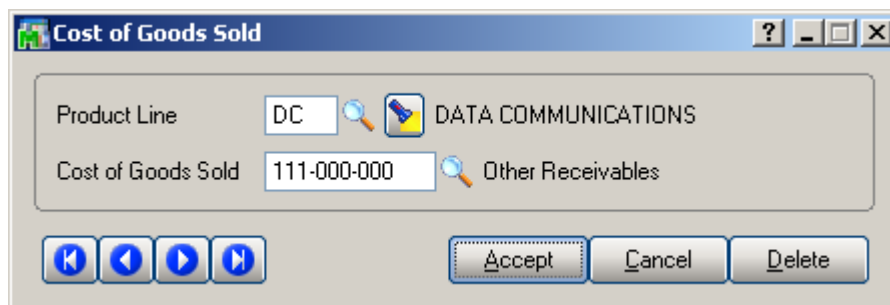 Cost of Goods Sold ?
Product Line DC DATA COMMUNICATIONS
Cost of Goods Sold 111-000-000 Other Receivables
Accept Cancel Delete